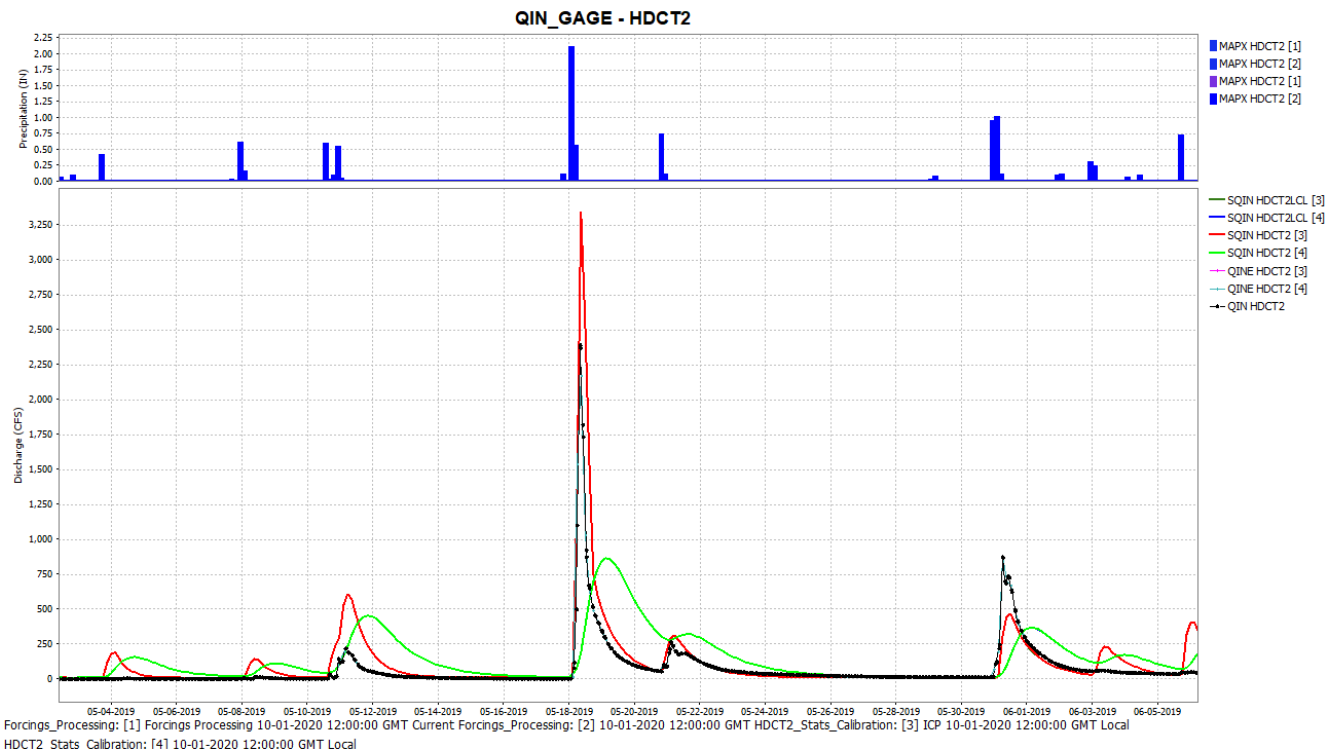 QIN_GAGE - HDCT2
Precipitation (IN)
2.25
2.00
1.75
1.50
1.25
1.00
0.75
0.50
0.25
0.00
MAPX HDCT2 [1]
MAPX HDCT2 [2]
MAPX HDCT2 [1]
MAPX HDCT2 [2]
Discharge (CFS)
3,250
3,000
2,750
2,500
2,250
2,000
1,750
1,500
1,250
1,000
750
500
250
0
SQIN HDCT2LCL [3]
SQIN HDCT2LCL [4]
SQIN HDCT2 [3]
SQIN HDCT2 [4]
QINE HDCT2 [3]
QINE HDCT2 [4]
QIN HDCT2
05-04-2019 05-06-2019 05-08-2019 05-10-2019 05-12-2019 05-14-2019 05-16-2019 05-18-2019 05-20-2019 05-22-2019 05-24-2019 05-26-2019 05-28-2019 05-30-2019 06-01-2019 06-03-2019 06-05-2019
Forcings_Processing: [1] Forcings Processing 10-01-2020 12:00:00 GMT Current Forcings_Processing: [2] 10-01-2020 12:00:00 GMT HDCT2_Stats_Calibration: [3] ICP 10-01-2020 12:00:00 GMT Local
HDCT2_Stats_Calibration: [4] 10-01-2020 12:00:00 GMT Local